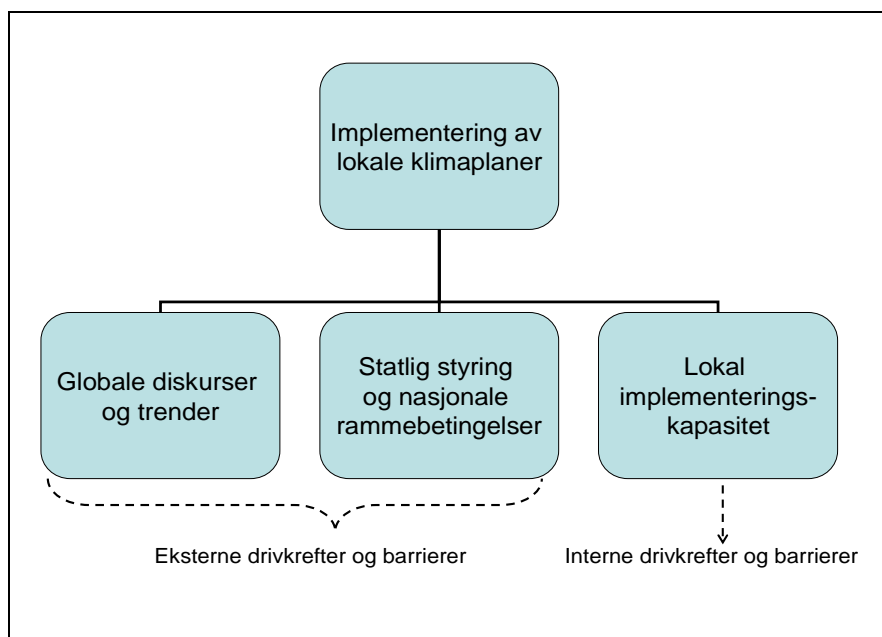 Implementering av
lokale klimaplaner
Globale diskurser
og trender
Statlig styring
og nasjonale
rammebetingelser
Lokal
implementerings-
kapasitet
Eksterne drivkrefter og barrierer
Interne drivkrefter og barrierer